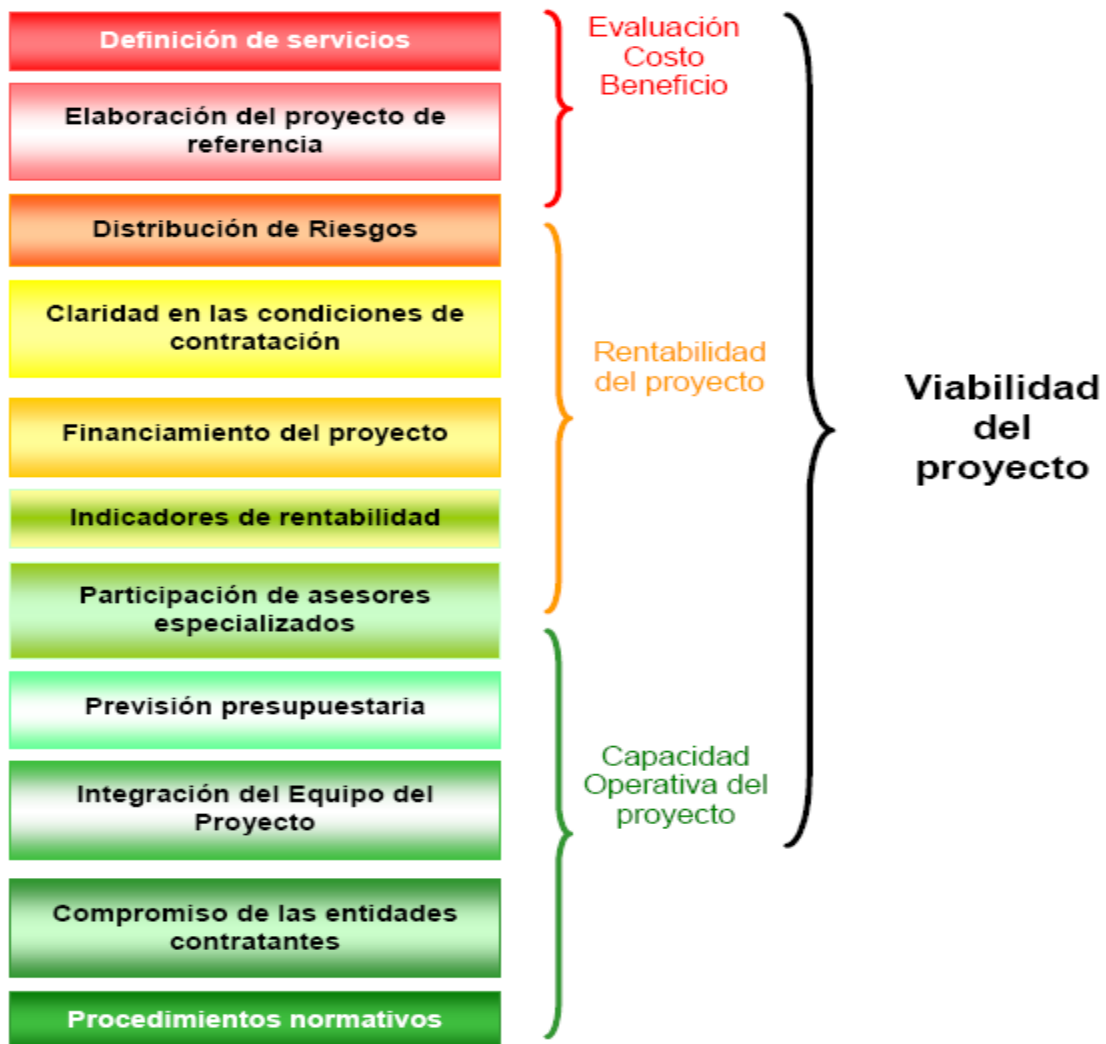 Definición de servicios
Elaboración del proyecto de
referencia
Distribución de Riesgos
Claridad en las condiciones de
contratación
Financiamiento del proyecto
Indicadores de rentabilidad
Participación de asesores
especializados
Previsión presupuestaria
Integración del Equipo del
Proyecto
Compromiso de las entidades
contratantes
Procedimientos normativos
Evaluación
Costo
Beneficio
Rentabilidad
del proyecto
Capacidad
Operativa del
proyecto
Viabilidad
del
proyecto